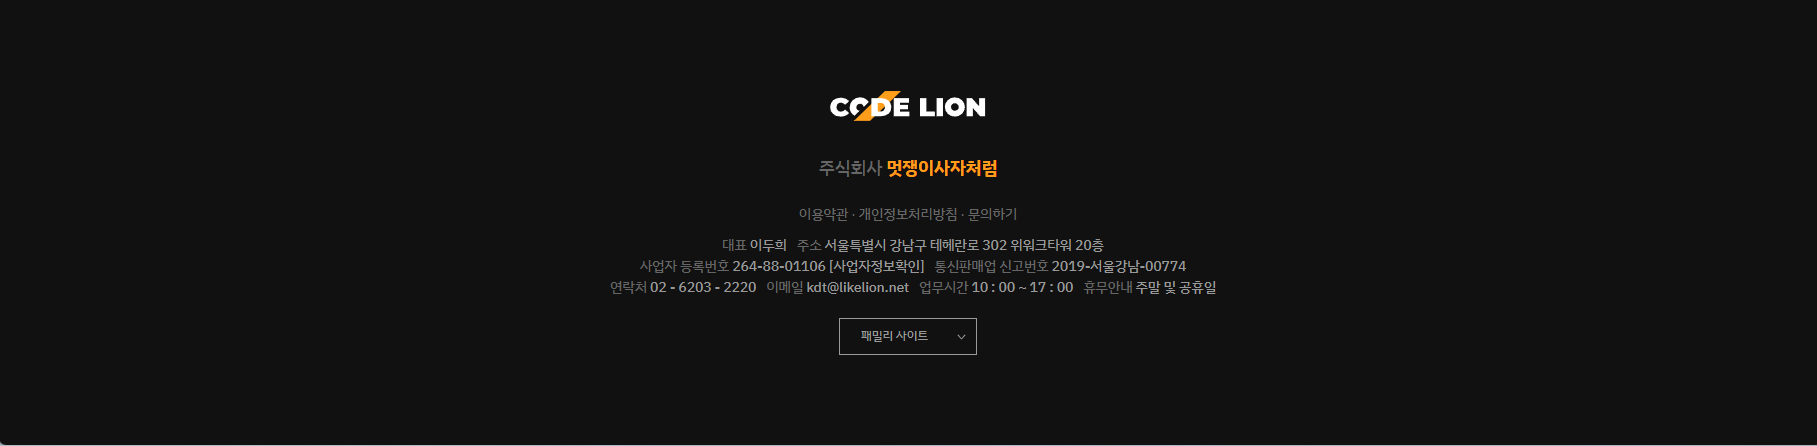 CODE LION
주식회사 멋쟁이사자처럼
이용약관 · 개인정보처리방침 · 문의하기
대표 이두희 주소 서울특별시 강남구 테헤란로 302 위워크타워 20층
사업자 등록번호 264-88-01106 [사업자정보확인] 통신판매업 신고번호 2019-서울강남-00774
연락처 02 - 6203 - 2220 이메일 kdt@likelion.net 업무시간 10 : 00 ~ 17 : 00 휴무안내 주말 및 공휴일
패밀리 사이트